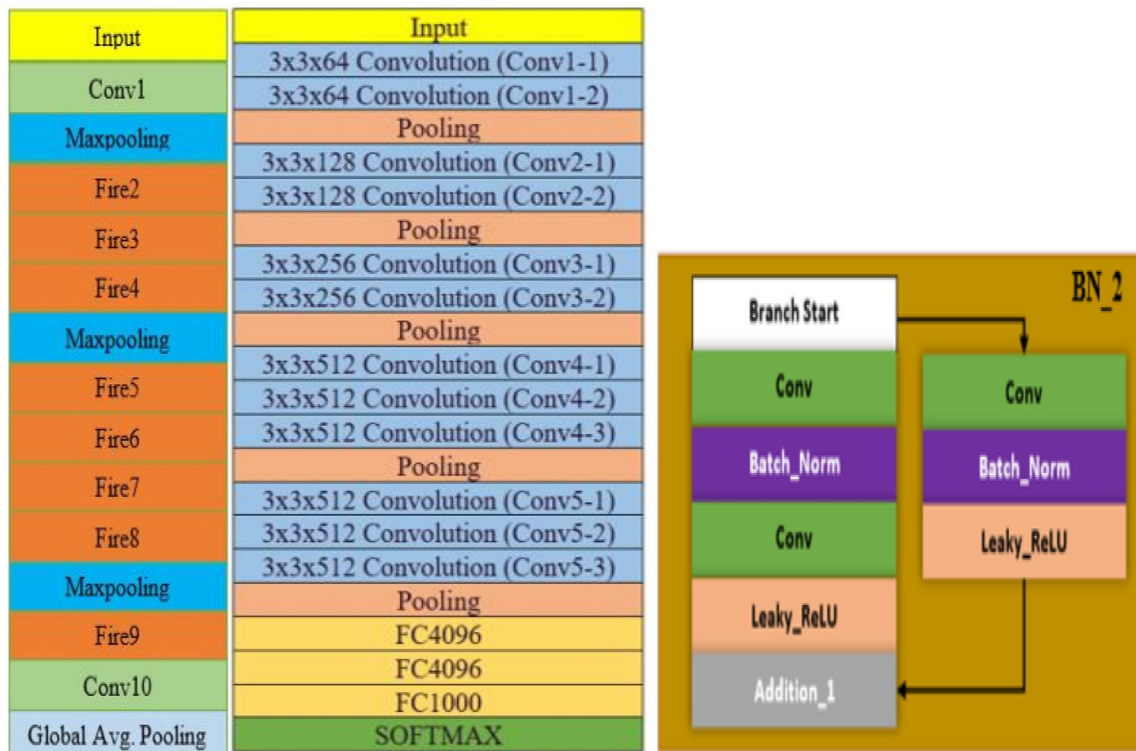 Input
Conv1
Maxpooling
Fire2
Fire3
Fire4
Maxpooling
Fire5
Fire6
Fire7
Fire8
Maxpooling
Fire9
Conv10
Global Avg. Pooling
Input
3x3x64 Convolution (Conv1-1)
3x3x64 Convolution (Conv1-2)
Pooling
3x3x128 Convolution (Conv2-1)
3x3x128 Convolution (Conv2-2)
Pooling
3x3x256 Convolution (Conv3-1)
3x3x256 Convolution (Conv3-2)
Pooling
3x3x512 Convolution (Conv4-1)
3x3x512 Convolution (Conv4-2)
3x3x512 Convolution (Conv4-3)
Pooling
3x3x512 Convolution (Conv5-1)
3x3x512 Convolution (Conv5-2)
3x3x512 Convolution (Conv5-3)
Pooling
FC4096
FC4096
FC1000
SOFTMAX
BN_2
Branch Start
Conv
Batch_Norm
Conv
Leaky_ReLU
Addition_1
Conv
Batch_Norm
Leaky_ReLU